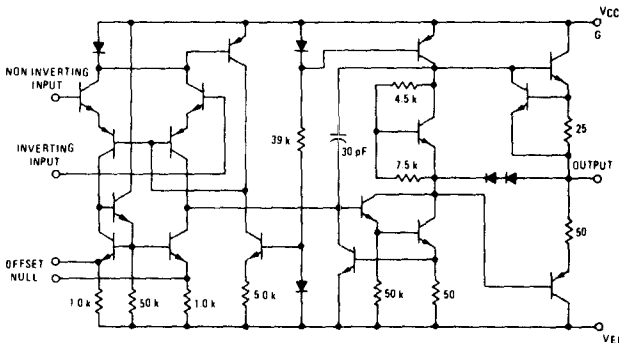 VCC
G
NON INVERTING
INPUT
4.5 k
25
39 k
30 pF
INVERTING
INPUT
7.5 k
OUTPUT
50
OFFSET
NULL
1.0 k
50 k
1.0 k
5.0 k
50 k
50
VEE